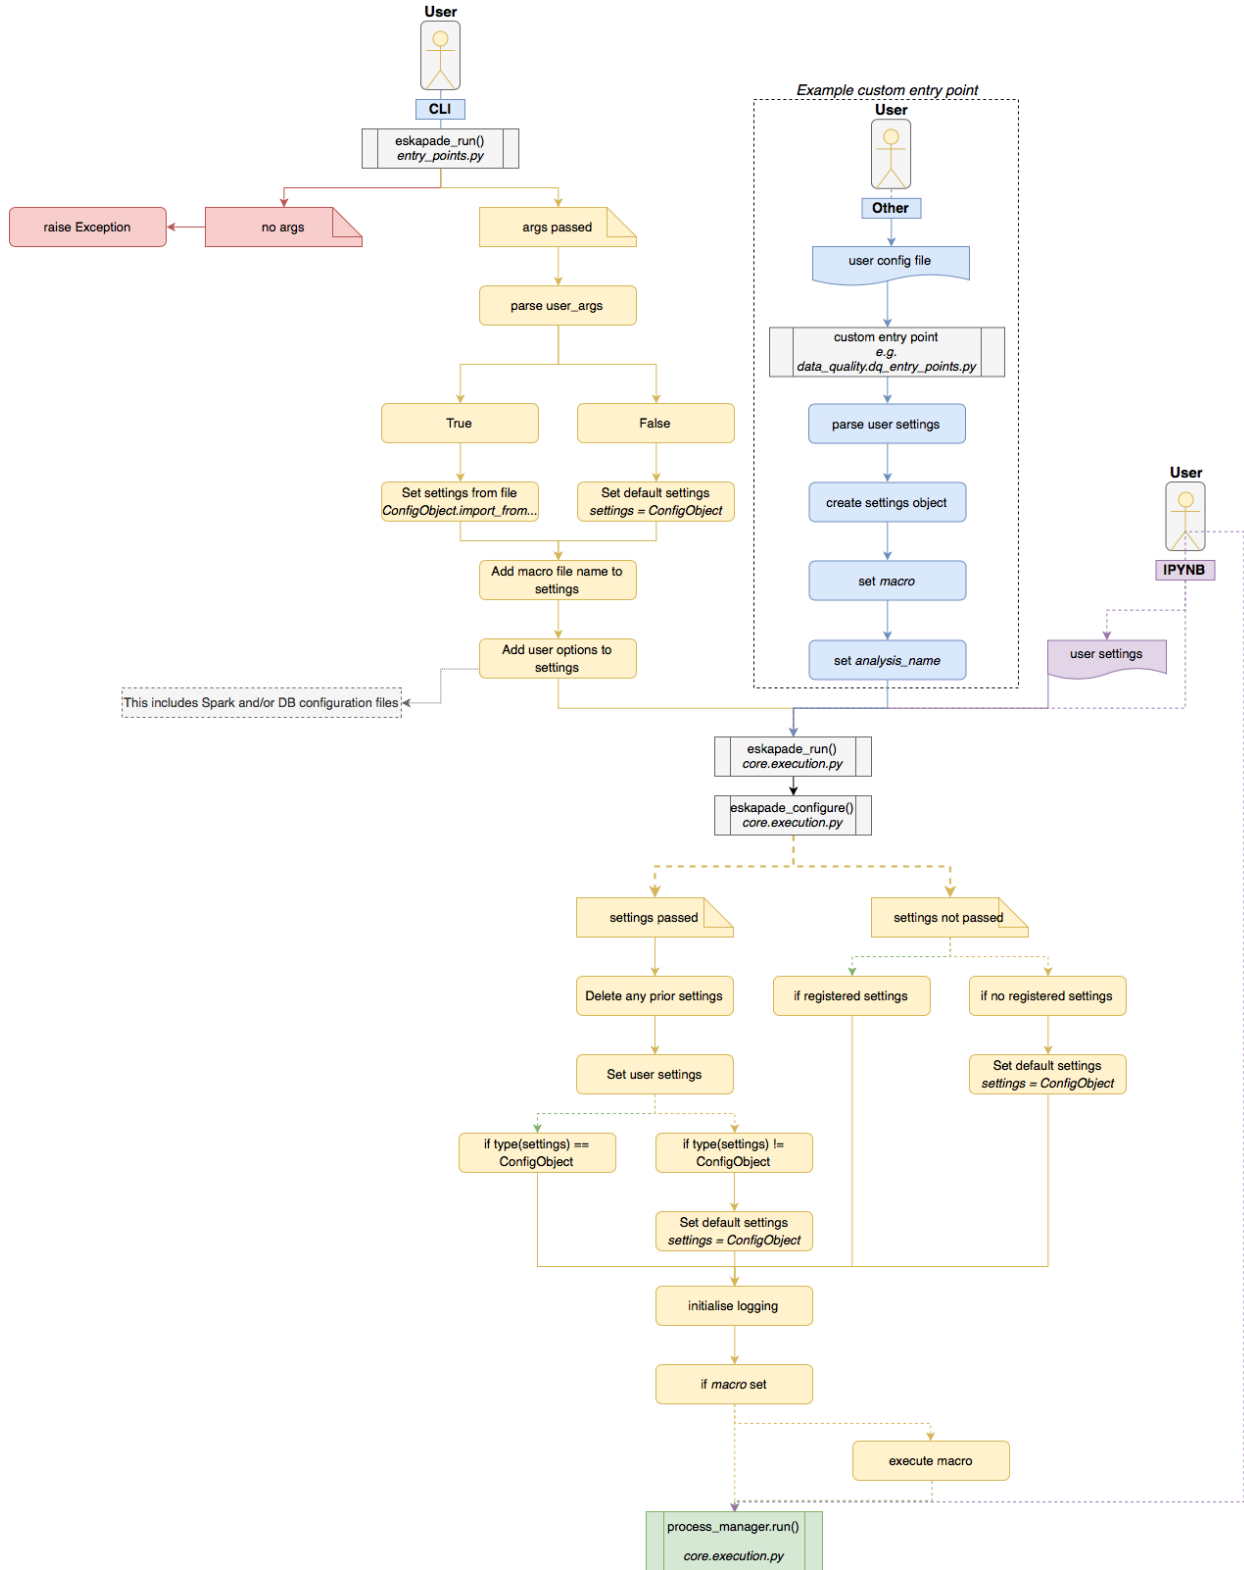 User
CLI
eskapade_run()
entry_points.py
raise Exception
no args
args passed
parse user_args
True
False
Set settings from file
ConfigObject.import_from...
Set default settings
settings = ConfigObject
Add macro file name to
settings
Add user options to
settings
This includes Spark and/or DB configuration files
Example custom entry point
User
Other
user config file
custom entry point
e.g.
data_quality.dq_entry_points.py
parse user settings
create settings object
set macro
set analysis_name
User
IPYNB
user settings
eskapade_run()
core.execution.py
eskapade_configure()
core.execution.py
settings passed
settings not passed
Delete any prior settings
if registered settings
if no registered settings
Set user settings
Set default settings
settings = ConfigObject
if type(settings) ==
ConfigObject
if type(settings) !=
ConfigObject
Set default settings
settings = ConfigObject
initialise logging
if macro set
execute macro
process_manager.run()
core.execution.py